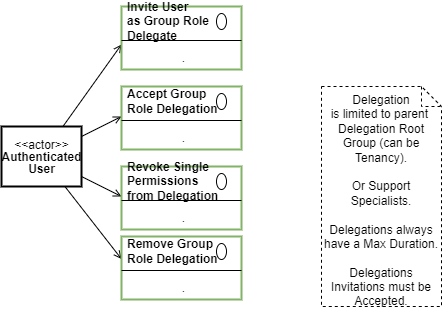 Invite User
as Group Role
Delegate
.
Accept Group
Role Delegation
.
<<actor>>
Authenticated
User
Revoke Single
Permissions
from Delegation
.
Remove Group
Role Delegation
.
Delegation
is limited to parent
Delegation Root
Group (can be
Tenancy).
Or Support
Specialists.
Delegations always
have a Max Duration.
Delegations
Invitations must be
Accepted.